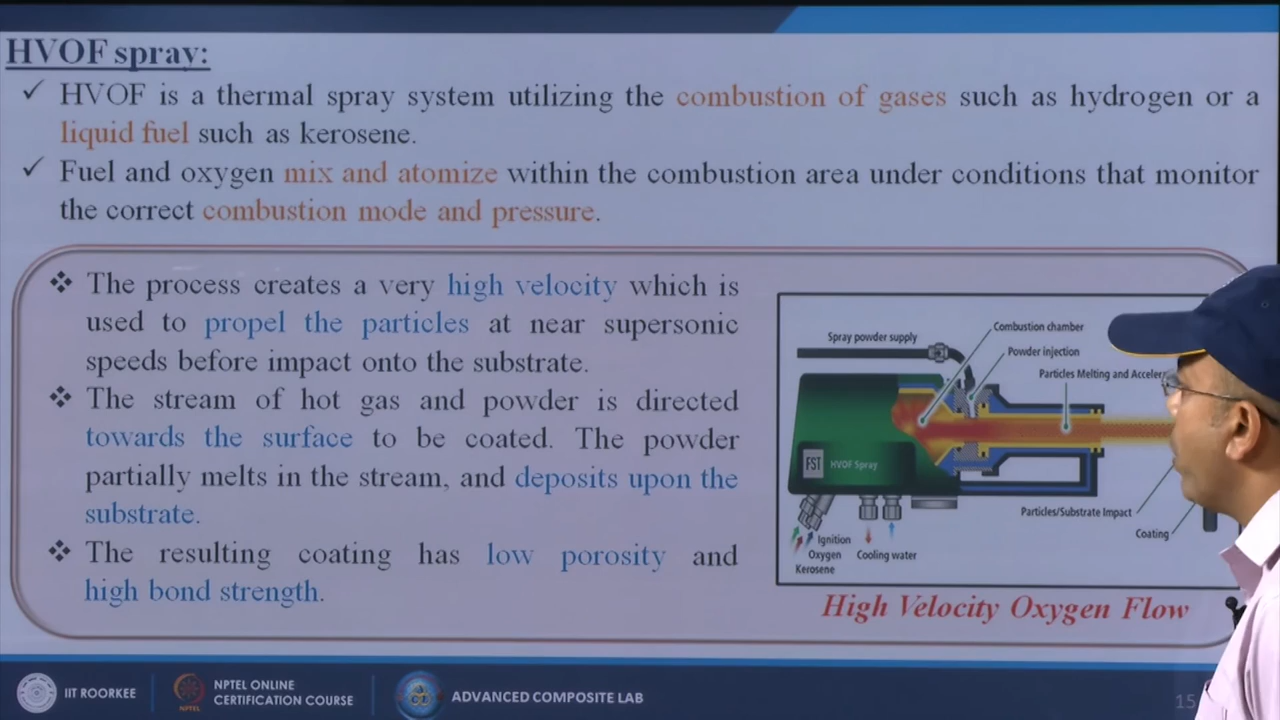 HVOF spray:
✓ HVOF is a thermal spray system utilizing the combustion of gases such as hydrogen or a
liquid fuel such as kerosene.
✓ Fuel and oxygen mix and atomize within the combustion area under conditions that monitor
the correct combustion mode and pressure.
❖ The process creates a very high velocity which is
used to propel the particles at near supersonic
speeds before impact onto the substrate.
❖ The stream of hot gas and powder is directed
towards the surface to be coated. The powder
partially melts in the stream, and deposits upon the
substrate.
❖ The resulting coating has low porosity and
high bond strength.
Combustion chamber
Spray powder supply
Powder injection
Particles Melting and Acceler
FST HVOF Spray
Particles/Substrate Impact
Coating
Ignition
Oxygen
Kerosene
Cooling water
High Velocity Oxygen Flow
IIT ROORKEE
NPTEL
NPTEL ONLINE
CERTIFICATION COURSE
ADVANCED COMPOSITE LAB
15